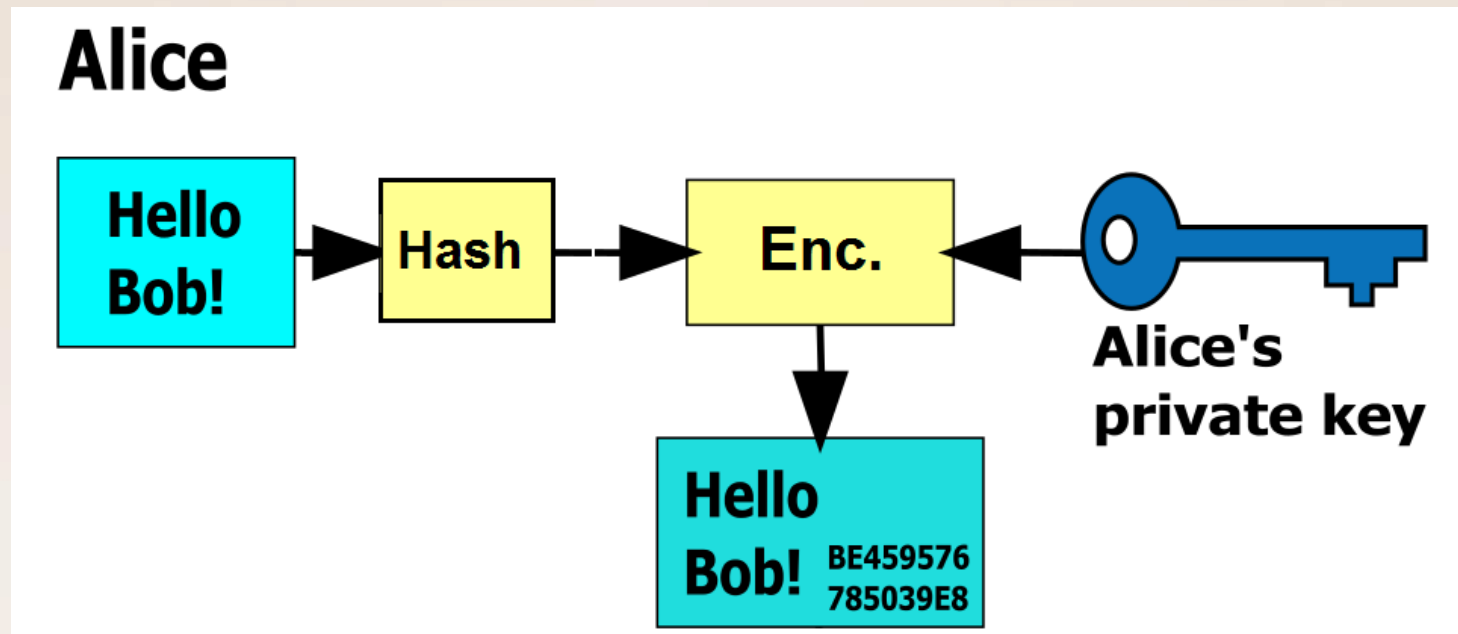 Alice
Hello
Bob!
Hash
Enc.
Alice's
private key
Hello
Bob!
BE459576
785039E8